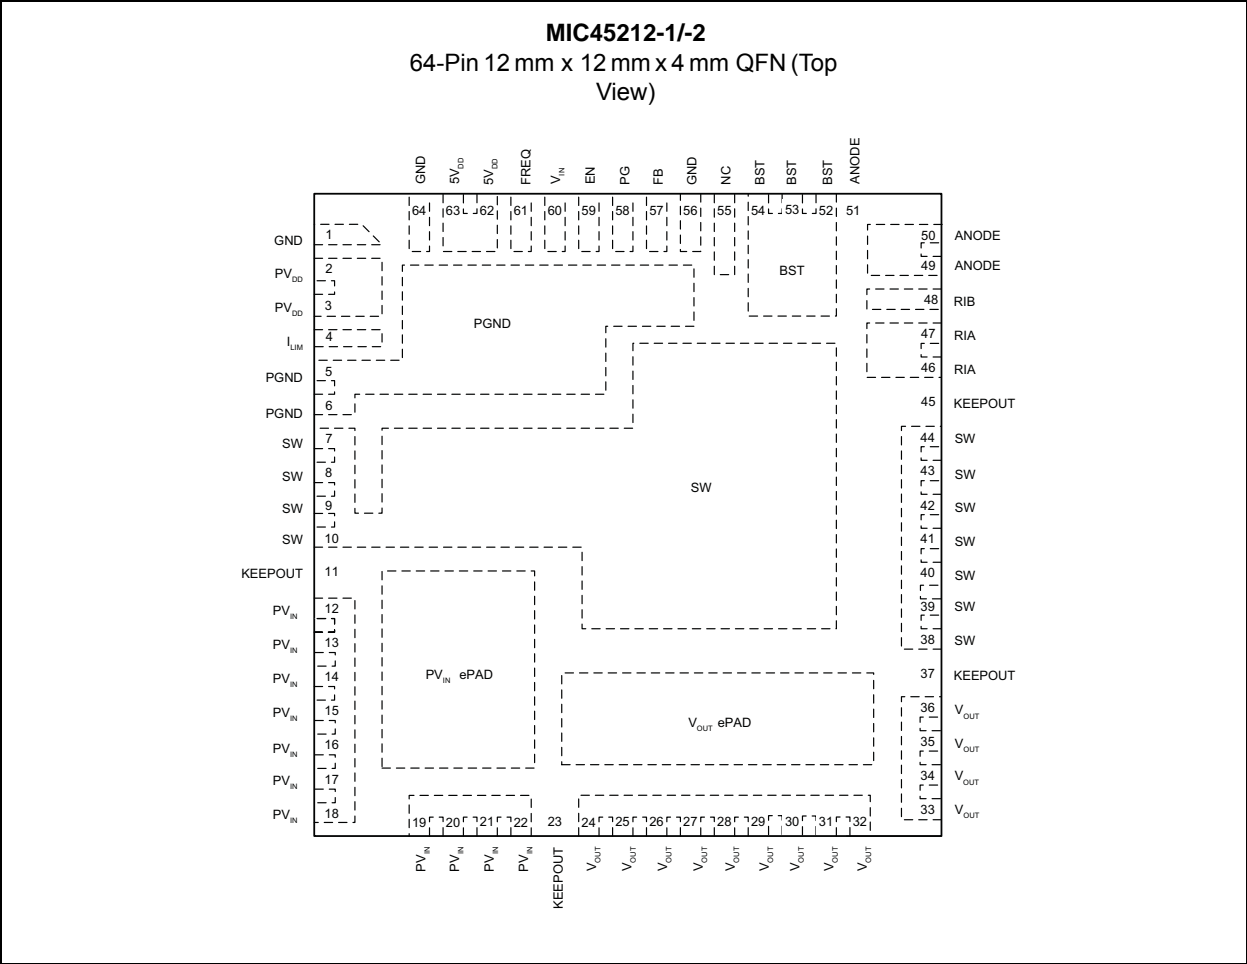 MIC45212-1/-2
64-Pin 12 mm x 12 mm x 4 mm QFN (Top
View)
GND
5VDD
5VDD
FREQ
VIN
EN
PG
FB
GND
NC
BST
BST
BST
ANODE
64 63 62 61 60 59 58 57 56 55 54 53 52 51
GND 1
PVDD 2
PVDD 3
ILIM 4
PGND 5
PGND 6
SW 7
SW 8
SW 9
SW 10
KEEPOUT 11
PVIN 12
PVIN 13
PVIN 14
PVIN 15
PVIN 16
PVIN 17
PVIN 18
BST
PGND
SW
PVIN ePAD
VOUT ePAD
50 ANODE
49 ANODE
48 RIB
47 RIA
46 RIA
45 KEEPOUT
44 SW
43 SW
42 SW
41 SW
40 SW
39 SW
38 SW
37 KEEPOUT
36 VOUT
35 VOUT
34 VOUT
33 VOUT
19 20 21 22 23 24 25 26 27 28 29 30 31 32
PVIN
PVIN
PVIN
PVIN
KEEPOUT
VOUT
VOUT
VOUT
VOUT
VOUT
VOUT
VOUT
VOUT
VOUT